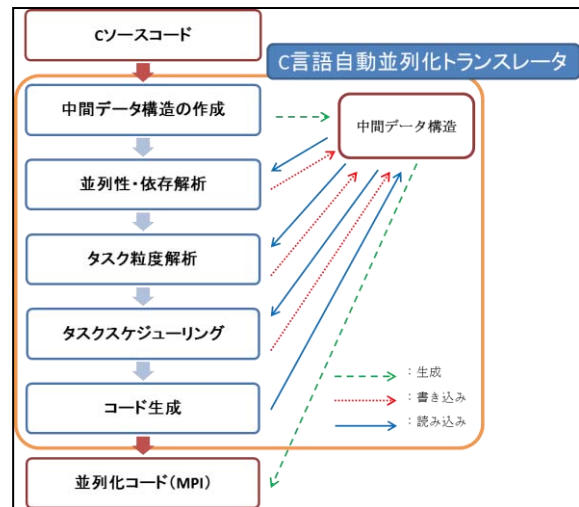 Cソースコード
C言語自動並列化トランスレータ
中間データ構造の作成
中間データ構造
並列性・依存解析
タスク粒度解析
タスクスケジューリング
コード生成
：生成
：書き込み
：読み込み
並列化コード(MPI)